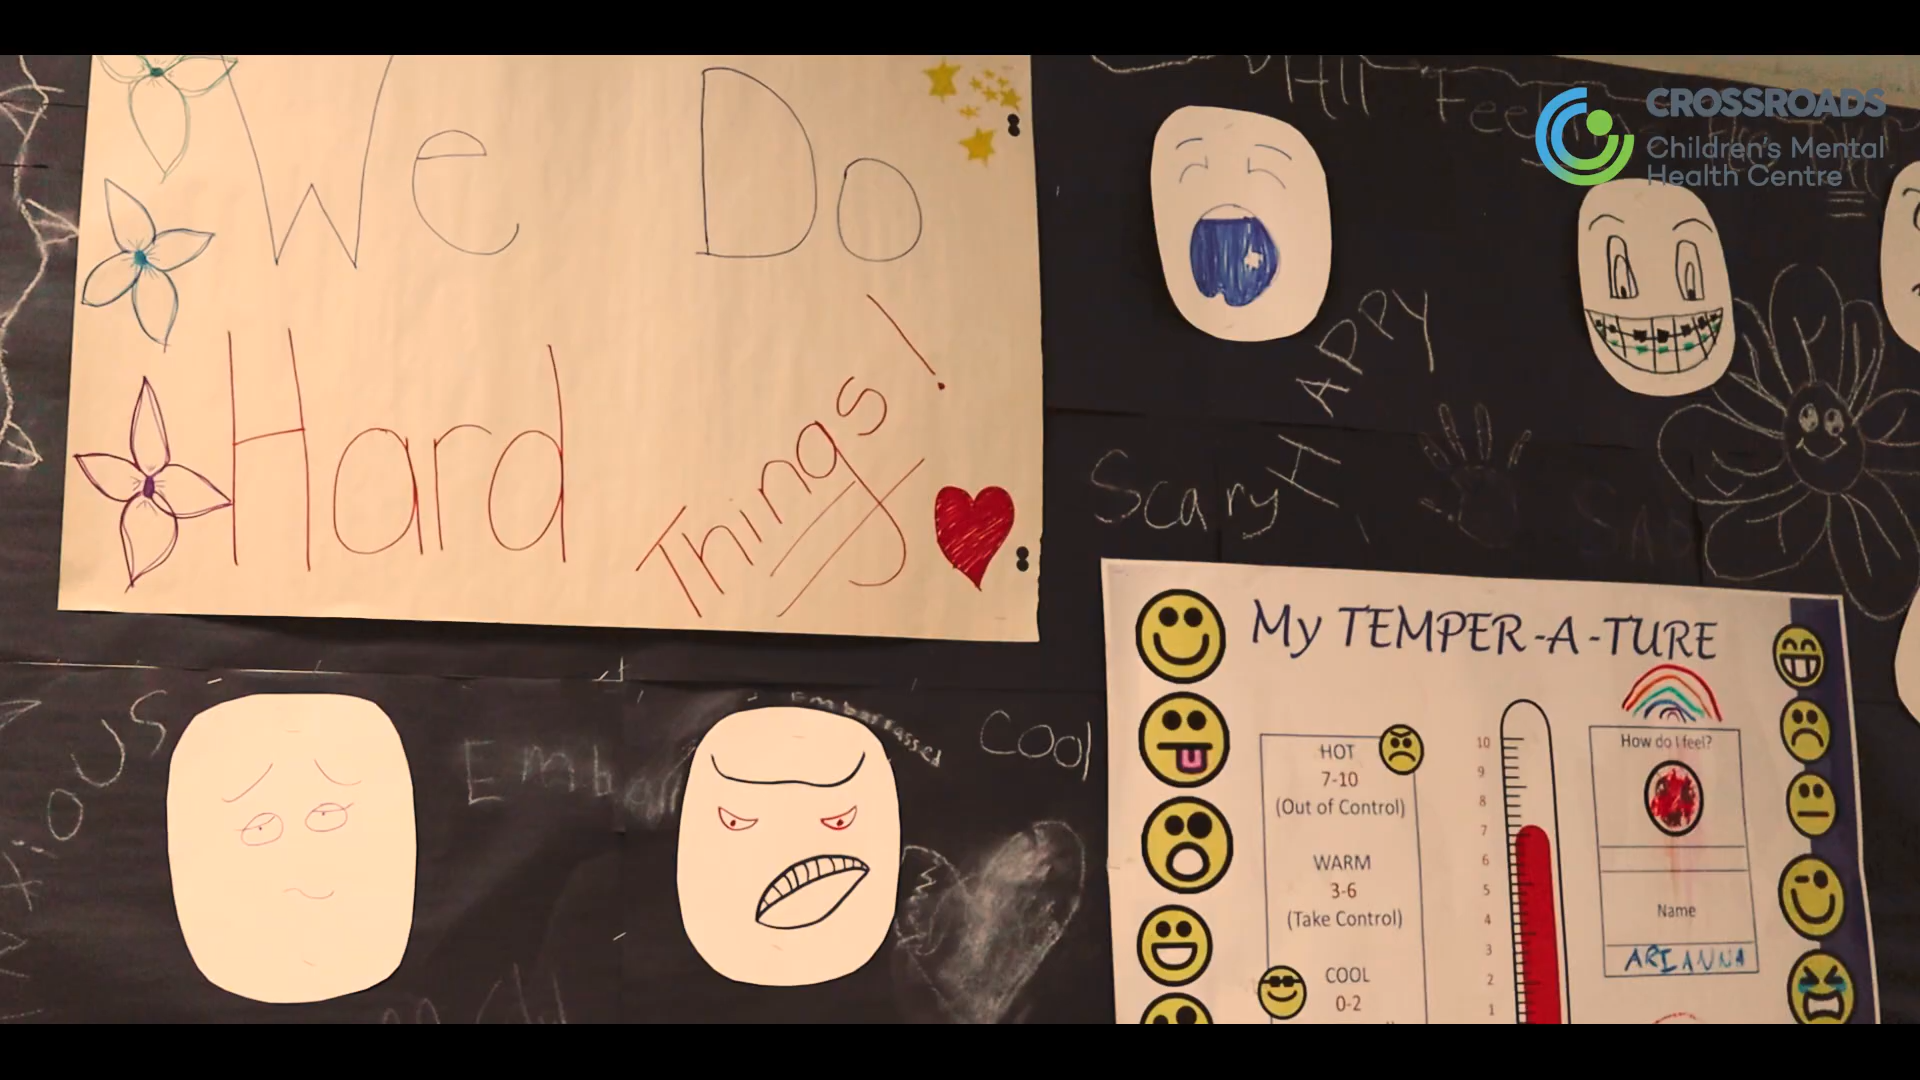 We Do
Hard Things!
All Feel
CROSSROADS
Children's Mental
Health Centre
HAPPY
Scary
SAD
Embarrassed
Cool
My TEMPER-A-TURE
HOT
7-10
(Out of Control)
WARM
3-6
(Take Control)
COOL
0-2
10
9
8
7
6
5
4
3
2
1
How do I feel?
Name
ARIANNA